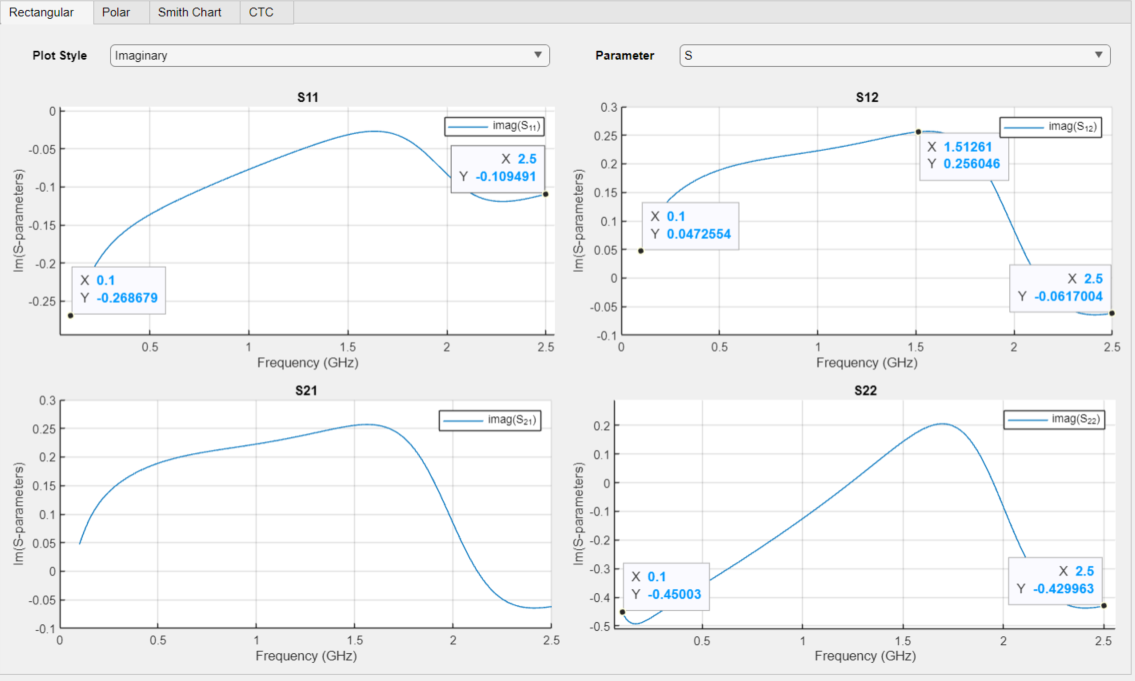 Rectangular Polar Smith Chart CTC
Plot Style Imaginary Parameter S
S11
imag(S11)
X 2.5
Y -0.109491
X 0.1
Y -0.268679
0
-0.05
-0.1
-0.15
-0.2
-0.25
Im(S-parameters)
0.5 1 1.5 2 2.5
Frequency (GHz)
S12
imag(S12)
X 1.51261
Y 0.256046
X 0.1
Y 0.0472554
X 2.5
Y -0.0617004
0.3
0.25
0.2
0.15
0.1
0.05
0
-0.05
-0.1
Im(S-parameters)
0 0.5 1 1.5 2 2.5
Frequency (GHz)
S21
imag(S21)
0.3
0.25
0.2
0.15
0.1
0.05
0
-0.05
-0.1
Im(S-parameters)
0 0.5 1 1.5 2 2.5
Frequency (GHz)
S22
imag(S22)
X 0.1
Y -0.45003
X 2.5
Y -0.429963
0.2
0.1
0
-0.1
-0.2
-0.3
-0.4
-0.5
Im(S-parameters)
0.5 1 1.5 2 2.5
Frequency (GHz)